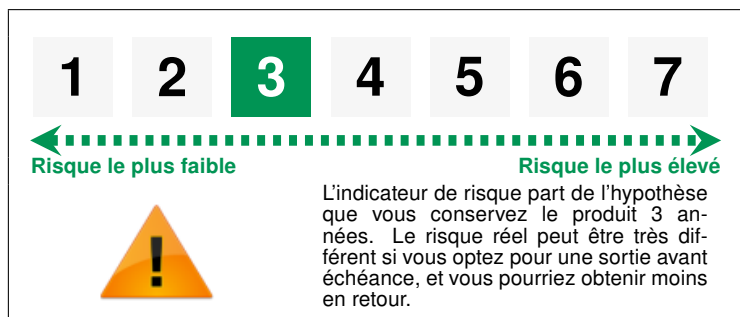 1 2 3 4 5 6 7
Risque le plus faible Risque le plus élevé
L'indicateur de risque part de l'hypothèse
que vous conservez le produit 3 an-
nées. Le risque réel peut être très dif-
férent si vous optez pour une sortie avant
échéance, et vous pourriez obtenir moins
en retour.